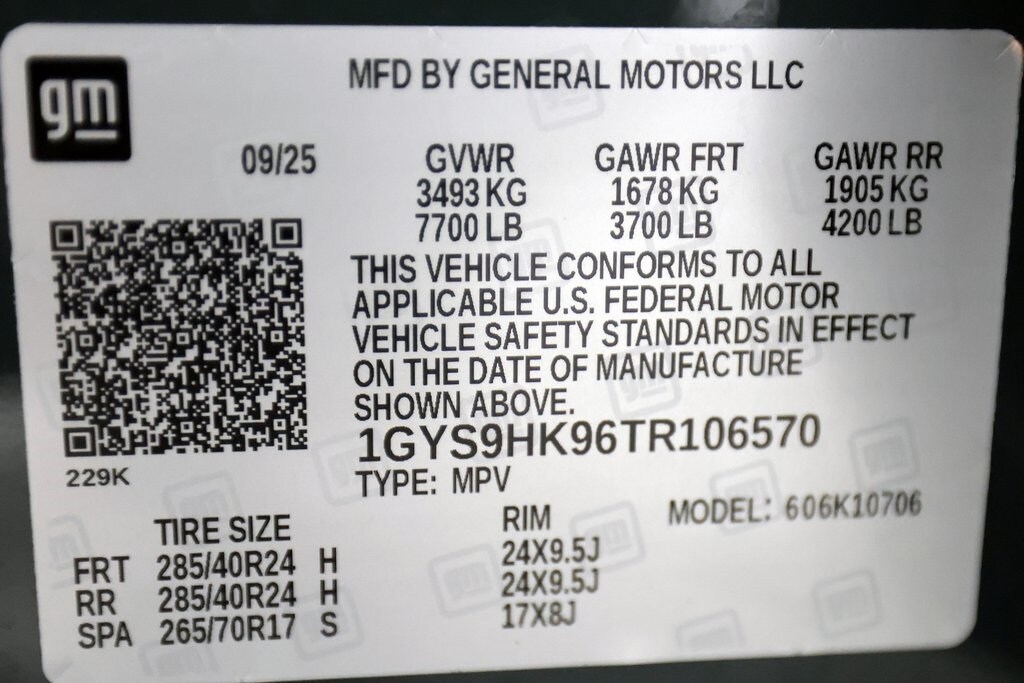 gm
MFD BY GENERAL MOTORS LLC
09/25 GVWR GAWR FRT GAWR RR
3493 KG 1678 KG 1905 KG
7700 LB 3700 LB 4200 LB
THIS VEHICLE CONFORMS TO ALL
APPLICABLE U.S. FEDERAL MOTOR
VEHICLE SAFETY STANDARDS IN EFFECT
ON THE DATE OF MANUFACTURE
SHOWN ABOVE.
1GYS9HK96TR106570
229K
TYPE: MPV
MODEL: 606K10706
TIRE SIZE RIM
FRT 285/40R24 H 24X9.5J
RR 285/40R24 H 24X9.5J
SPA 265/70R17 S 17X8J